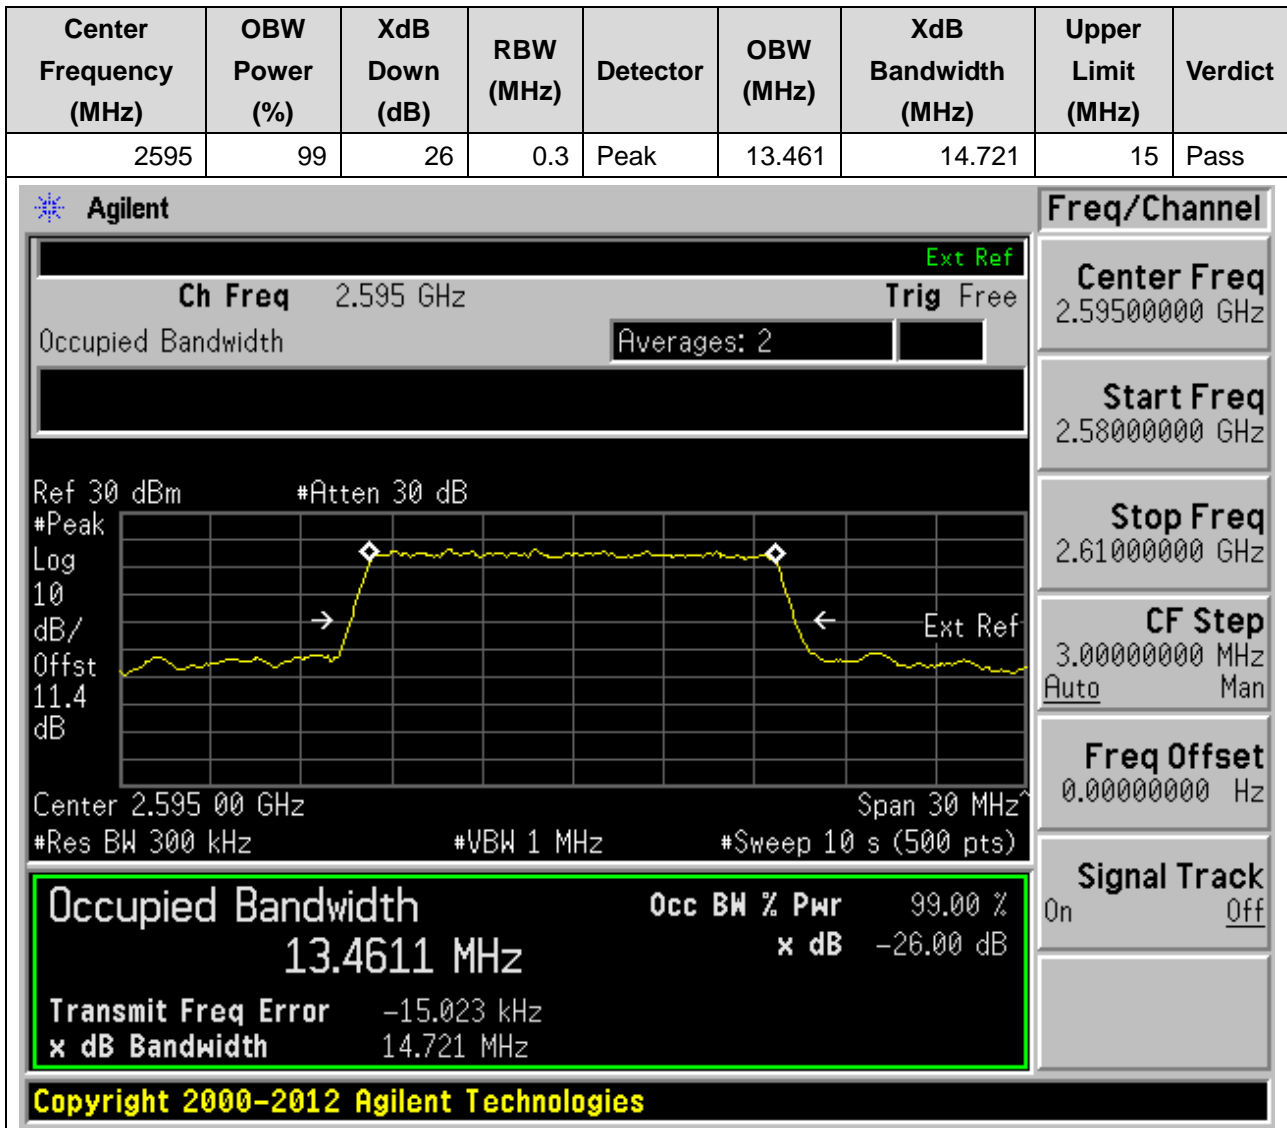 Center Frequency (MHz) OBW Power (%) XdB Down (dB) RBW (MHz) Detector OBW (MHz) XdB Bandwidth (MHz) Upper Limit (MHz) Verdict
2595 99 26 0.3 Peak 13.461 14.721 15 Pass
Agilent
Freq/Channel
Ext Ref
Ch Freq 2.595 GHz Trig Free
Occupied Bandwidth Averages: 2
Center Freq
2.59500000 GHz
Start Freq
2.58000000 GHz
Stop Freq
2.61000000 GHz
CF Step
3.00000000 MHz
Auto Man
Freq Offset
0.00000000 Hz
Signal Track
On Off
Ref 30 dBm #Atten 30 dB
#Peak
Log
10
dB/
Offst
11.4
dB
Ext Ref
Center 2.595 00 GHz Span 30 MHz^
#Res BW 300 kHz #VBW 1 MHz #Sweep 10 s (500 pts)
Occupied Bandwidth
13.4611 MHz
Occ BW % Pwr 99.00 %
x dB -26.00 dB
Transmit Freq Error -15.023 kHz
x dB Bandwidth 14.721 MHz
Copyright 2000-2012 Agilent Technologies